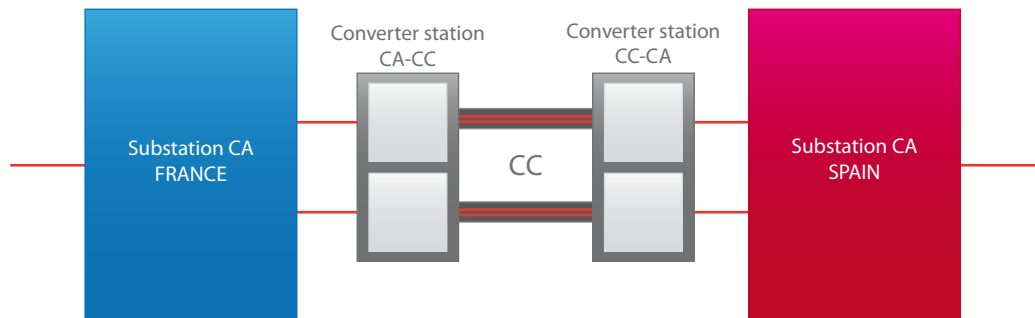 Converter station
CA-CC
Converter station
CC-CA
Substation CA
FRANCE
CC
Substation CA
SPAIN